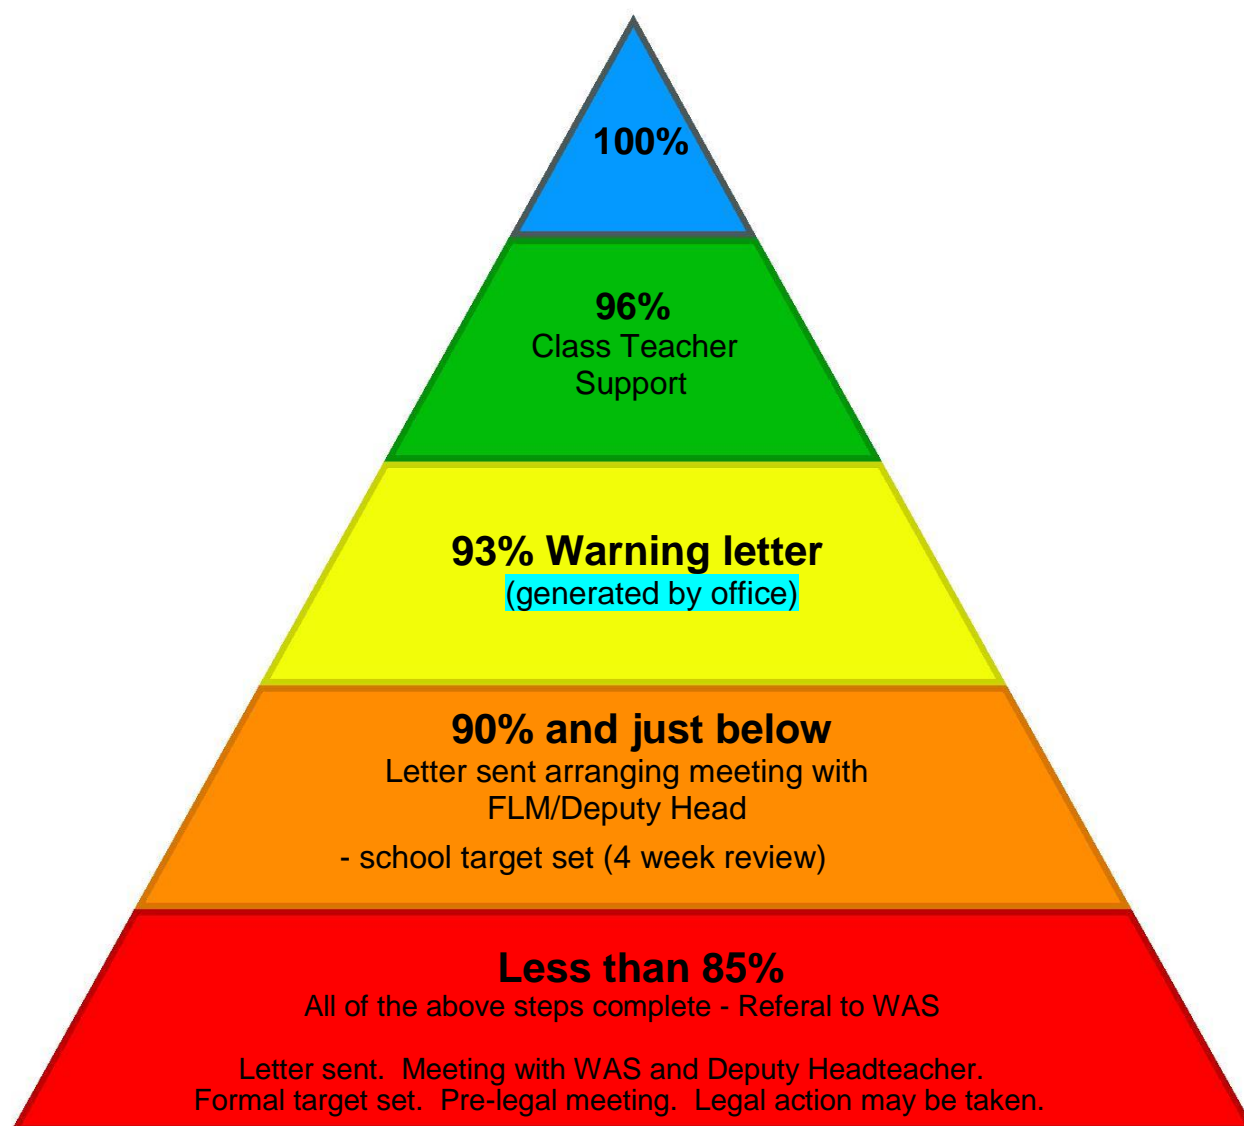 100%
96%
Class Teacher
Support
93% Warning letter
(generated by office)
90% and just below
Letter sent arranging meeting with
FLM/Deputy Head
- school target set (4 week review)
Less than 85%
All of the above steps complete - Referal to WAS
Letter sent.  Meeting with WAS and Deputy Headteacher.
Formal target set.  Pre-legal meeting.  Legal action may be taken.